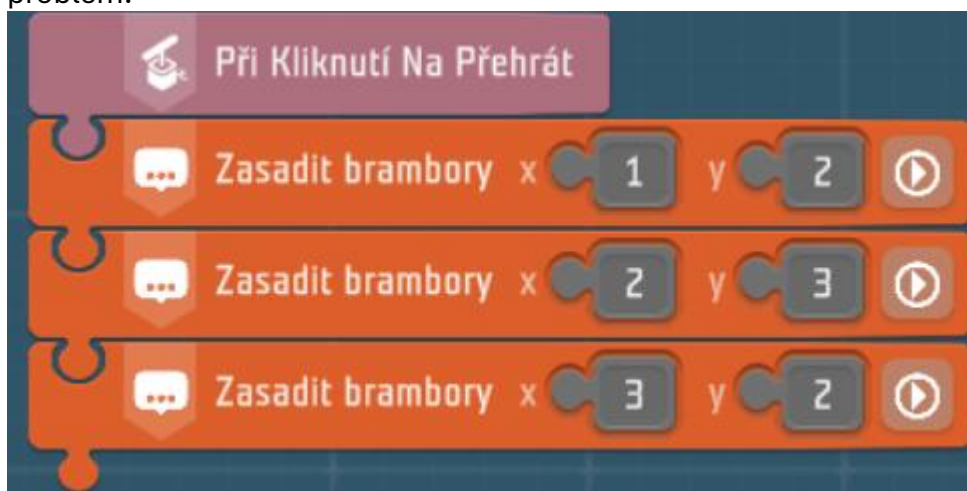 Při Kliknutí Na Přehrát
Zasadit brambory x 1 y 2
Zasadit brambory x 2 y 3
Zasadit brambory x 3 y 2